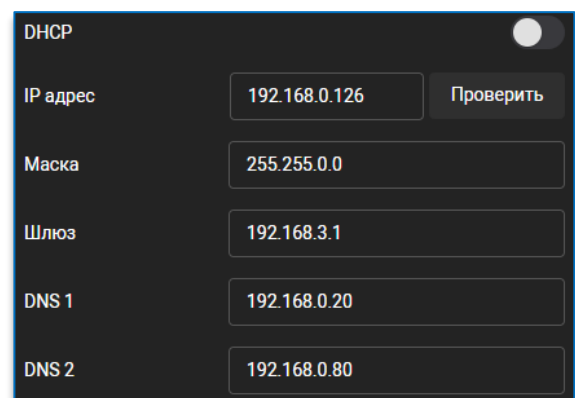 DHCP
IP адрес 192.168.0.126 Проверить
Маска 255.255.0.0
Шлюз 192.168.3.1
DNS 1 192.168.0.20
DNS 2 192.168.0.80